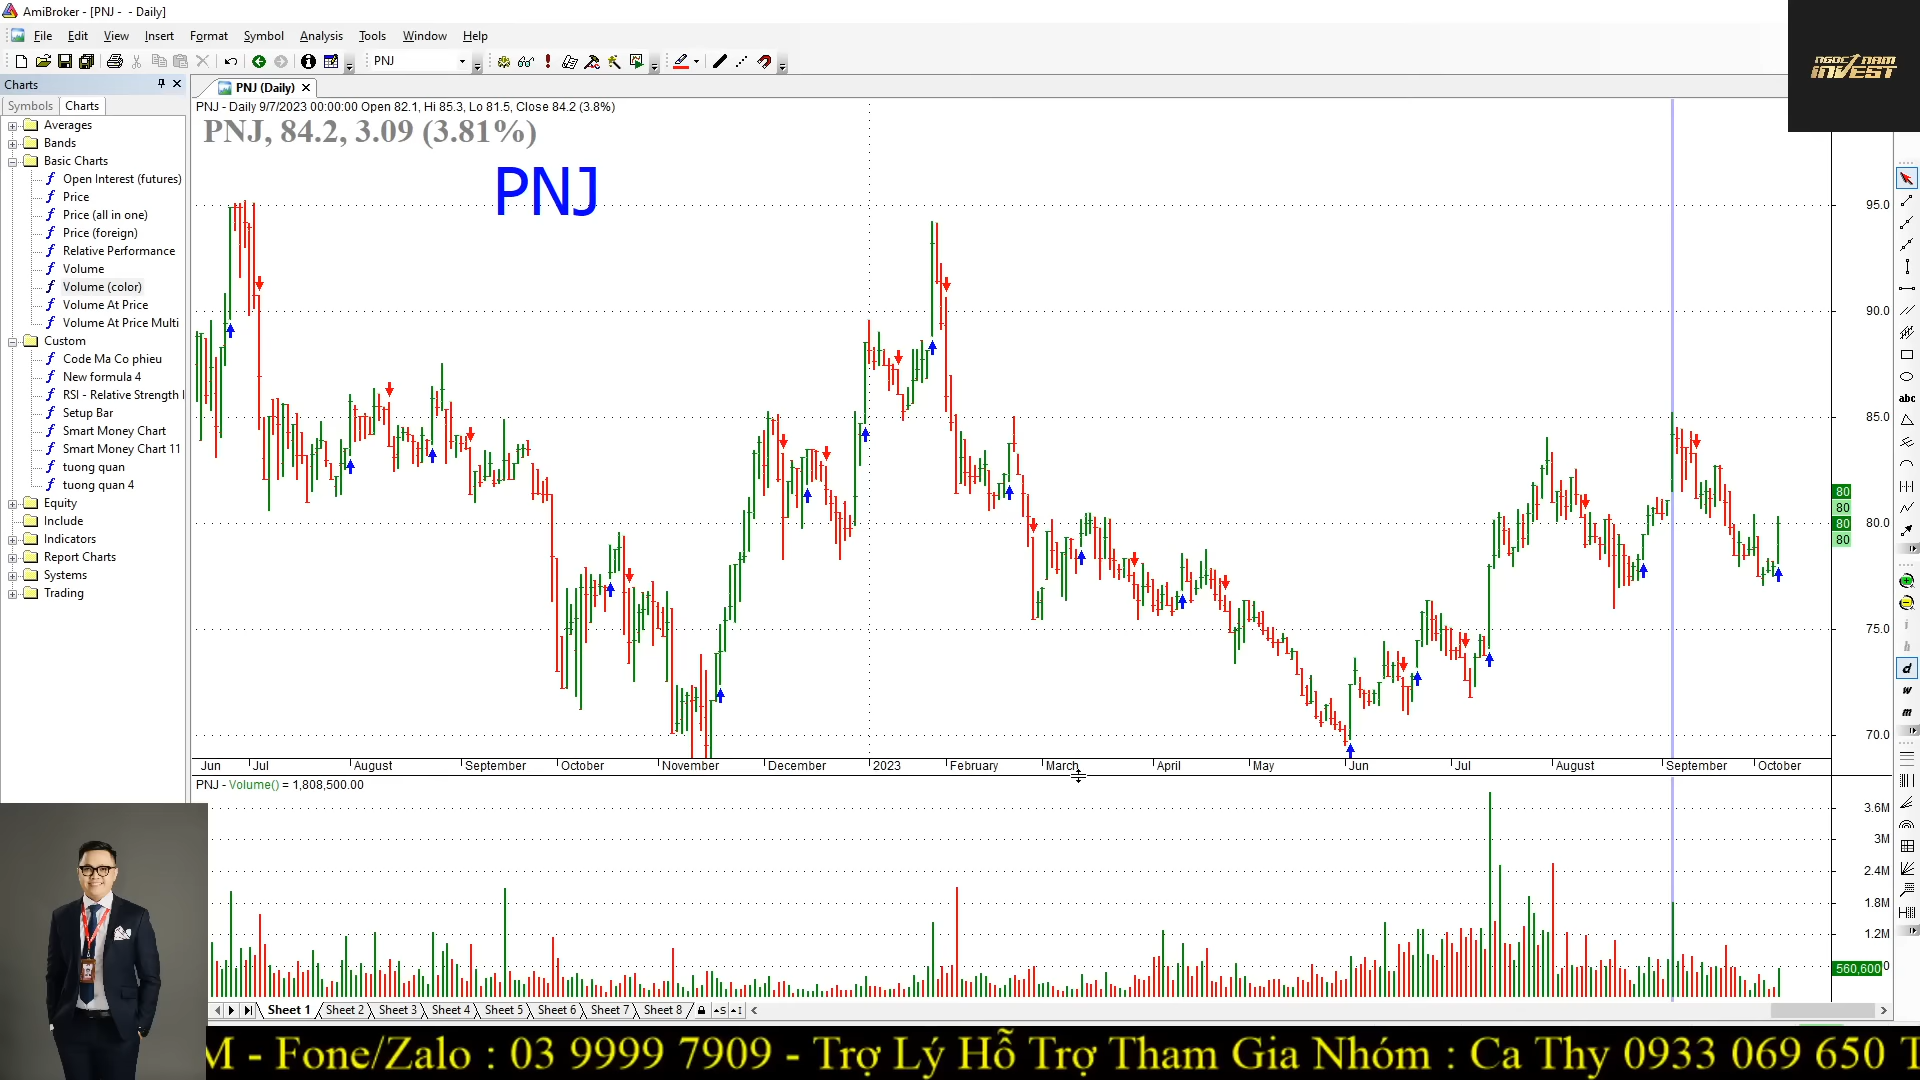 AmiBroker - [PNJ -  - Daily]
File Edit View Insert Format Symbol Analysis Tools Window Help
PNJ
NGOC NAM
INVEST
Charts
Symbols Charts
PNJ (Daily)
Averages
Bands
Basic Charts
Open Interest (futures)
Price
Price (all in one)
Price (foreign)
Relative Performance
Volume
Volume (color)
Volume At Price
Volume At Price Multi
Custom
Code Ma Co phieu
New formula 4
RSI - Relative Strength I
Setup Bar
Smart Money Chart
Smart Money Chart 11
tuong quan
tuong quan 4
Equity
Include
Indicators
Report Charts
Systems
Trading
PNJ - Daily 9/7/2023 00:00:00 Open 82.1, Hi 85.3, Lo 81.5, Close 84.2 (3.8%)
PNJ, 84.2, 3.09 (3.81%)
PNJ
95.0
90.0
85.0
80
80
80 80.0
80
75.0
70.0
Jun Jul August September October November December 2023 February March April May Jun Jul August September October
PNJ - Volume() = 1,808,500.00
3.6M
3M
2.4M
1.8M
1.2M
560,600
abc
d
w
m
Sheet 1 Sheet 2 Sheet 3 Sheet 4 Sheet 5 Sheet 6 Sheet 7 Sheet 8
M - Fone/Zalo : 03 9999 7909 - Trợ Lý Hỗ Trợ Tham Gia Nhóm : Ca Thy 0933 069 650 T